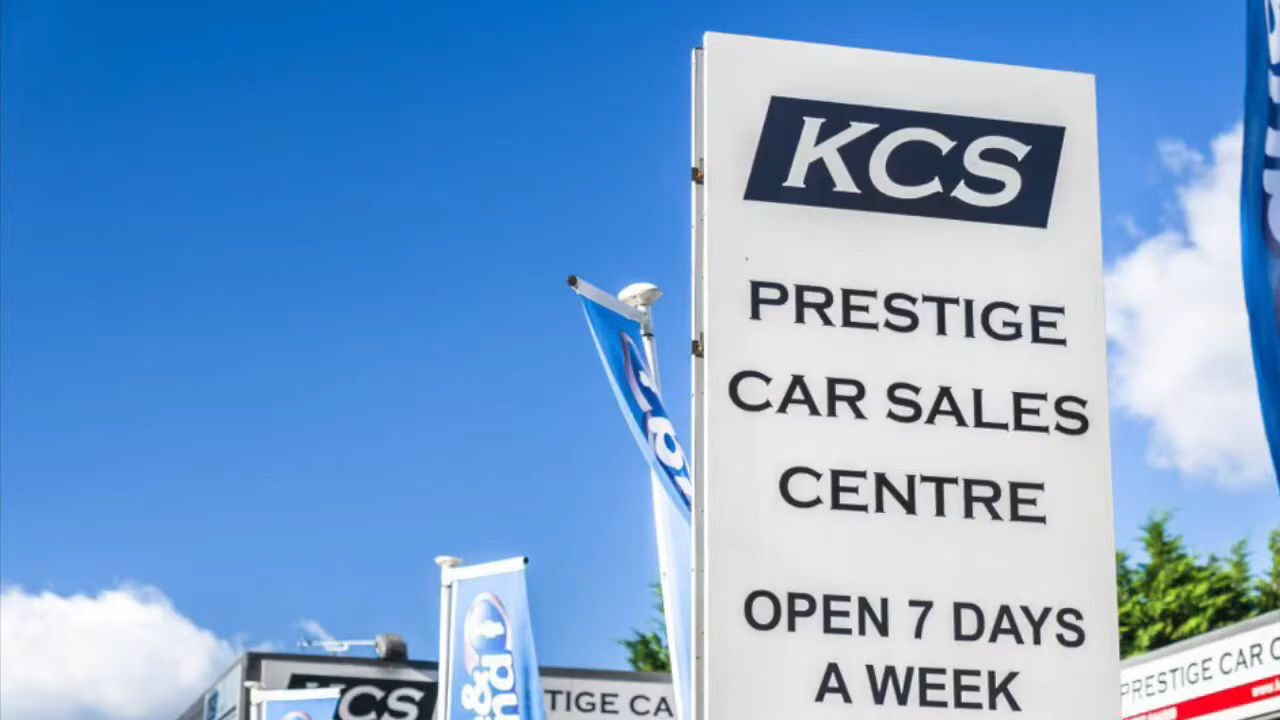 KCS
PRESTIGE
CAR SALES
CENTRE
OPEN 7 DAYS
A WEEK
KCS
TIGE CA
PRESTIGE CAR